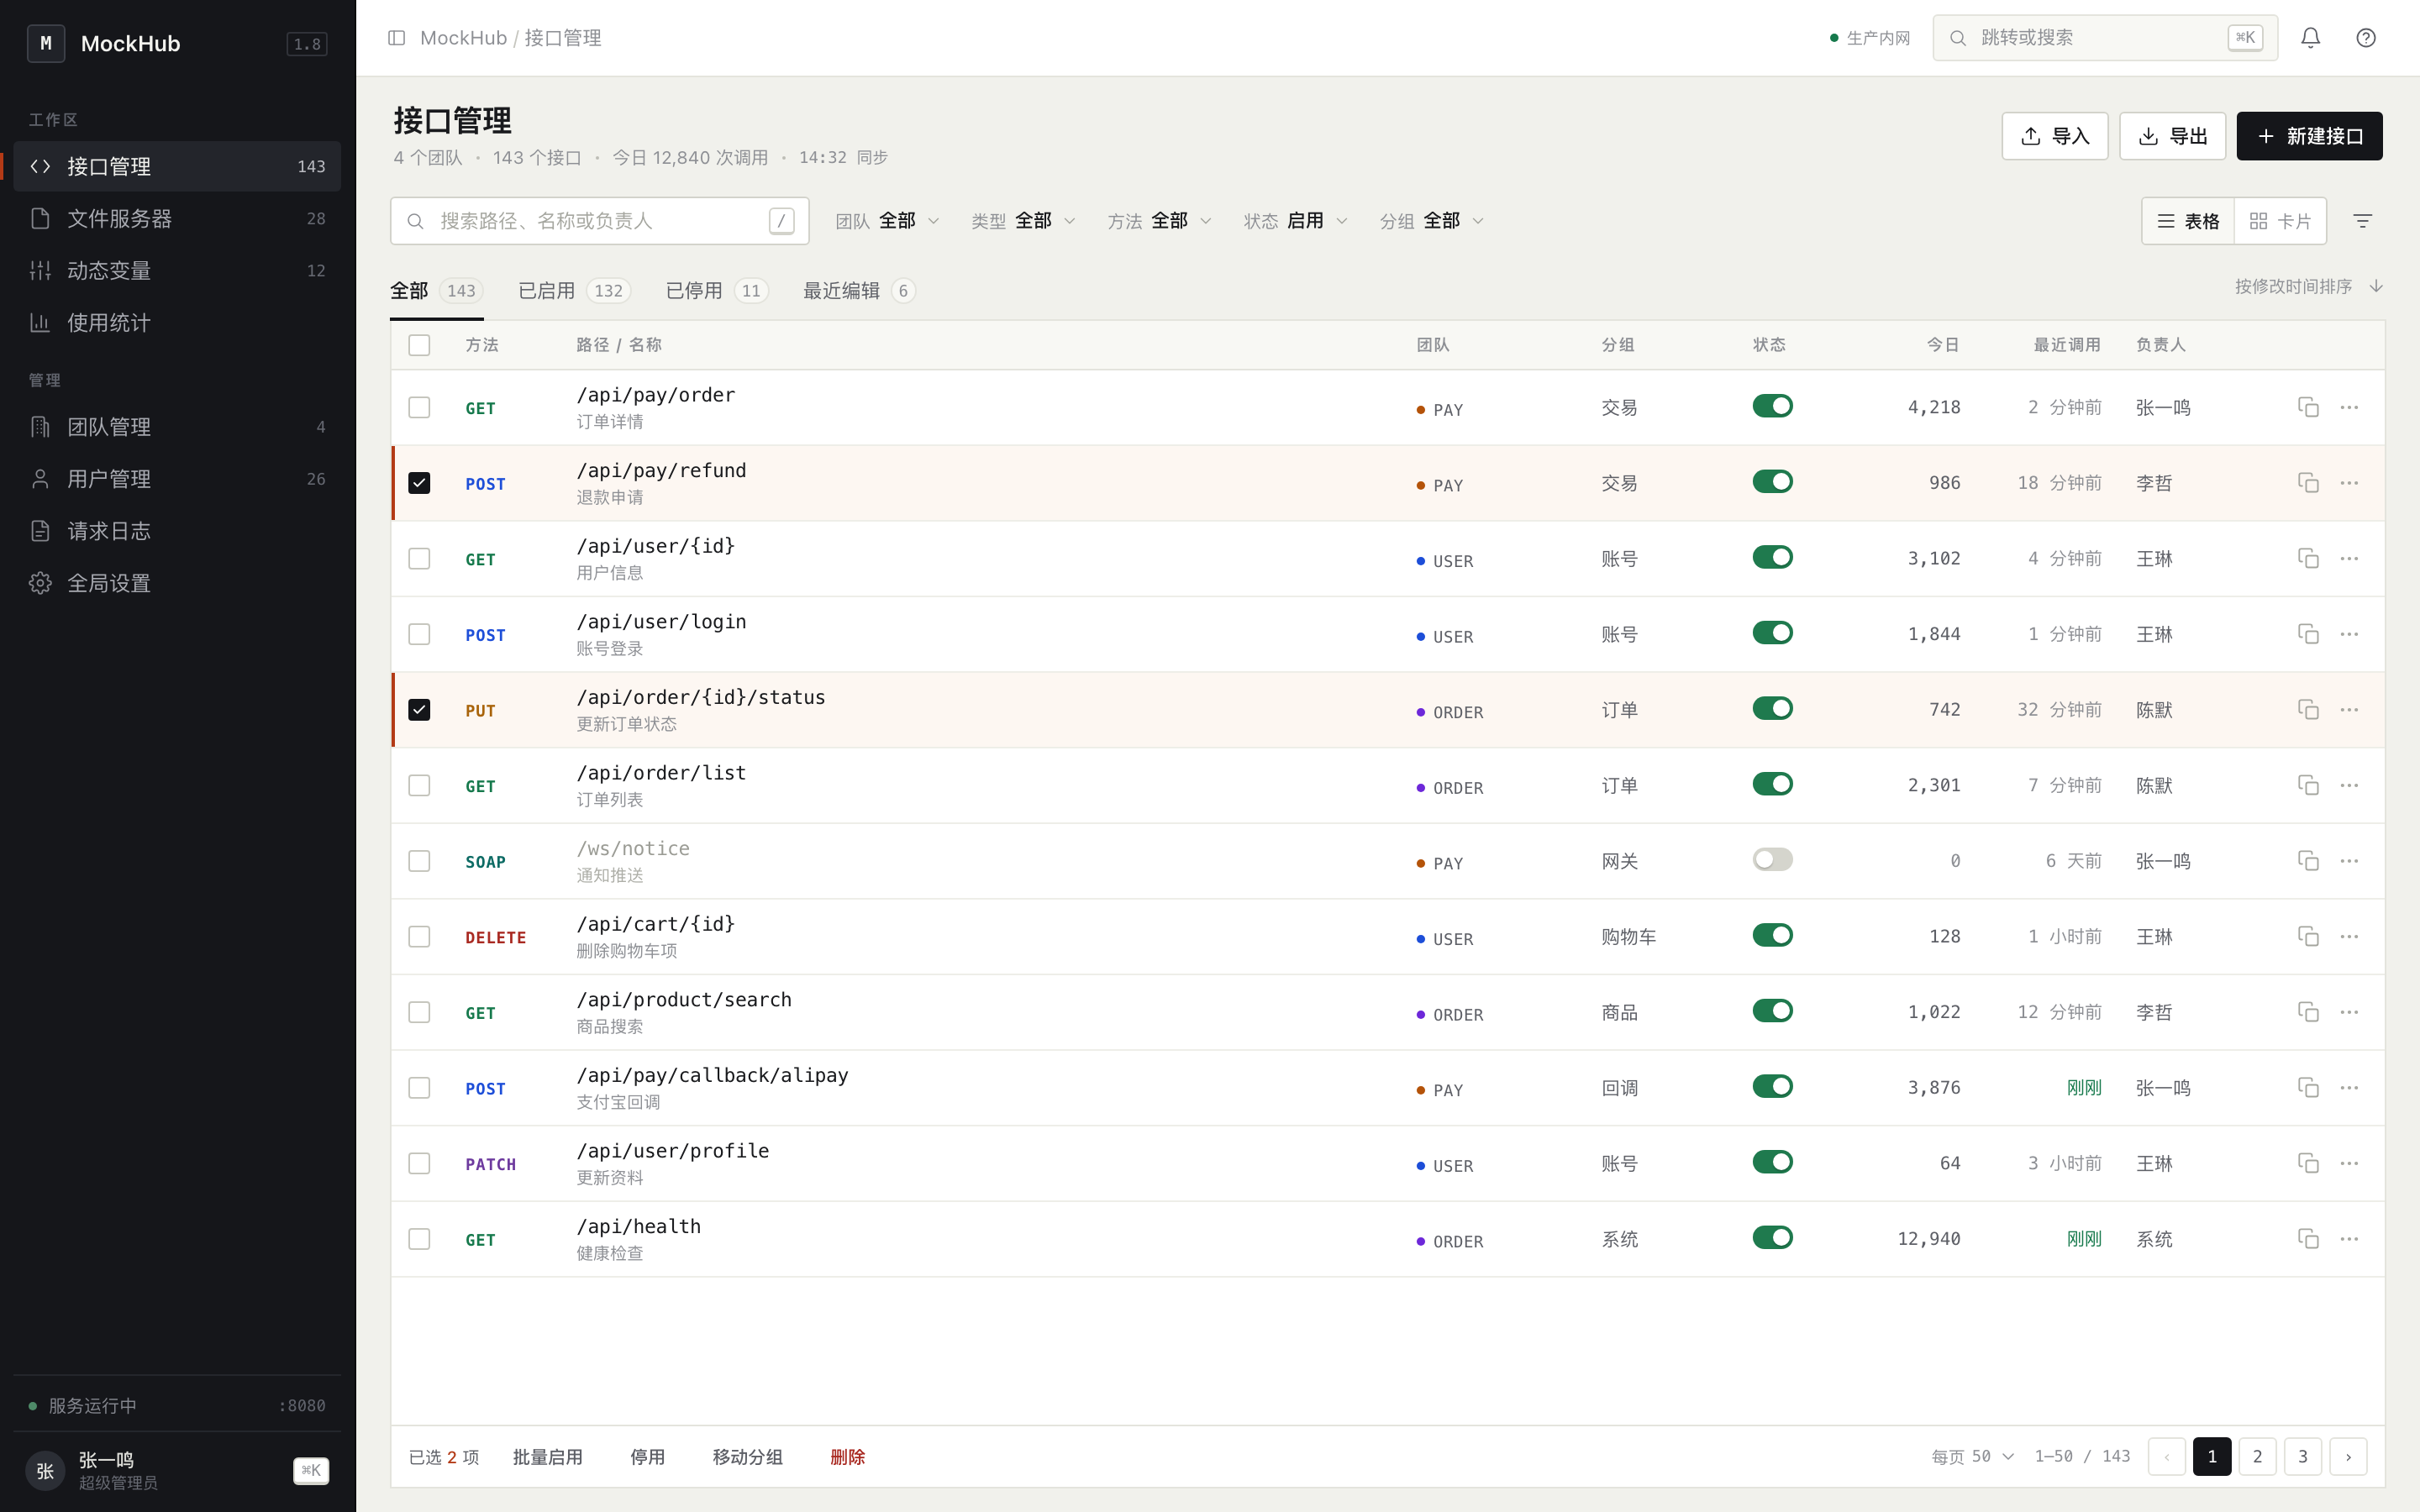 M MockHub 1.8
工作区
接口管理 143
文件服务器 28
动态变量 12
使用统计
管理
团队管理 4
用户管理 26
请求日志
全局设置
服务运行中 :8080
张 张一鸣
超级管理员
⌘K
MockHub / 接口管理
生产内网
跳转或搜索 ⌘K
接口管理
4 个团队 · 143 个接口 · 今日 12,840 次调用 · 14:32 同步
导入 导出 + 新建接口
搜索路径、名称或负责人 /
团队 全部 类型 全部 方法 全部 状态 启用 分组 全部
表格 卡片
全部 143 已启用 132 已停用 11 最近编辑 6
按修改时间排序 ↓
方法 路径 / 名称 团队 分组 状态 今日 最近调用 负责人
GET /api/pay/order PAY 交易 4,218 2 分钟前 张一鸣
订单详情
POST /api/pay/refund PAY 交易 986 18 分钟前 李哲
退款申请
GET /api/user/{id} USER 账号 3,102 4 分钟前 王琳
用户信息
POST /api/user/login USER 账号 1,844 1 分钟前 王琳
账号登录
PUT /api/order/{id}/status ORDER 订单 742 32 分钟前 陈默
更新订单状态
GET /api/order/list ORDER 订单 2,301 7 分钟前 陈默
订单列表
SOAP /ws/notice PAY 网关 0 6 天前 张一鸣
通知推送
DELETE /api/cart/{id} USER 购物车 128 1 小时前 王琳
删除购物车项
GET /api/product/search ORDER 商品 1,022 12 分钟前 李哲
商品搜索
POST /api/pay/callback/alipay PAY 回调 3,876 刚刚 张一鸣
支付宝回调
PATCH /api/user/profile USER 账号 64 3 小时前 王琳
更新资料
GET /api/health ORDER 系统 12,940 刚刚 系统
健康检查
已选 2 项 批量启用 停用 移动分组 删除
每页 50 1–50 / 143 ‹ 1 2 3 ›